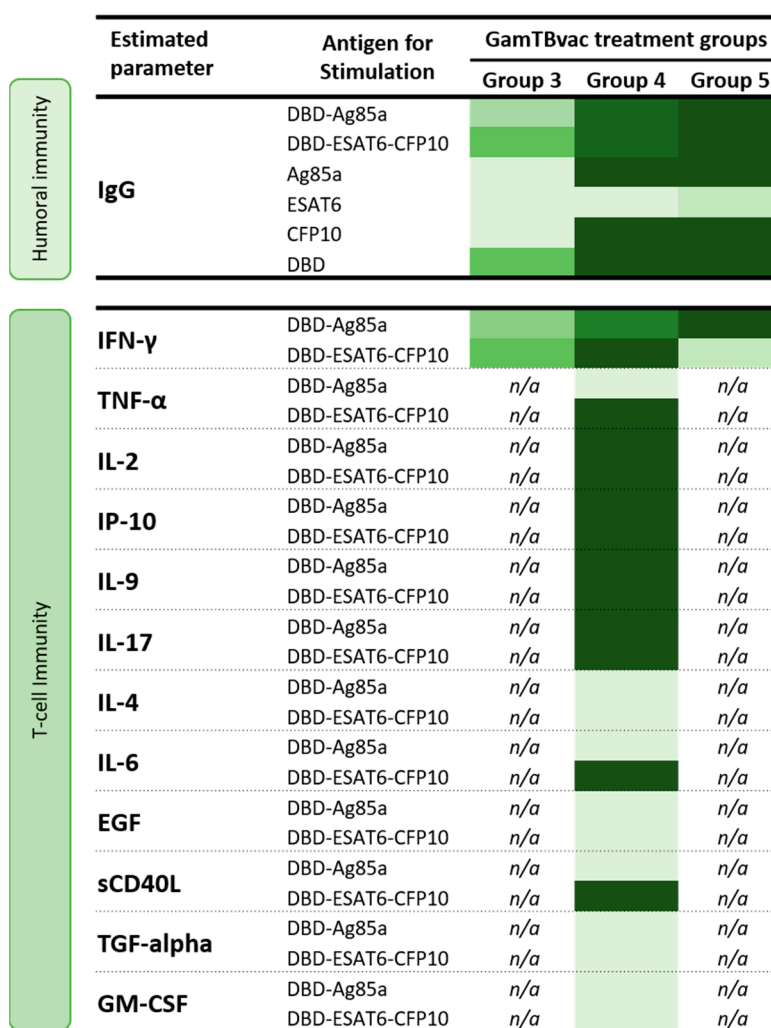 Estimated parameter Antigen for Stimulation GamTBvac treatment groups
Group 3 Group 4 Group 5
Humoral immunity
IgG
DBD-Ag85a
DBD-ESAT6-CFP10
Ag85a
ESAT6
CFP10
DBD
T-cell Immunity
IFN-γ
DBD-Ag85a
DBD-ESAT6-CFP10
TNF-α
DBD-Ag85a n/a n/a
DBD-ESAT6-CFP10 n/a n/a
IL-2
DBD-Ag85a n/a n/a
DBD-ESAT6-CFP10 n/a n/a
IP-10
DBD-Ag85a n/a n/a
DBD-ESAT6-CFP10 n/a n/a
IL-9
DBD-Ag85a n/a n/a
DBD-ESAT6-CFP10 n/a n/a
IL-17
DBD-Ag85a n/a n/a
DBD-ESAT6-CFP10 n/a n/a
IL-4
DBD-Ag85a n/a n/a
DBD-ESAT6-CFP10 n/a n/a
IL-6
DBD-Ag85a n/a n/a
DBD-ESAT6-CFP10 n/a n/a
EGF
DBD-Ag85a n/a n/a
DBD-ESAT6-CFP10 n/a n/a
sCD40L
DBD-Ag85a n/a n/a
DBD-ESAT6-CFP10 n/a n/a
TGF-alpha
DBD-Ag85a n/a n/a
DBD-ESAT6-CFP10 n/a n/a
GM-CSF
DBD-Ag85a n/a n/a
DBD-ESAT6-CFP10 n/a n/a